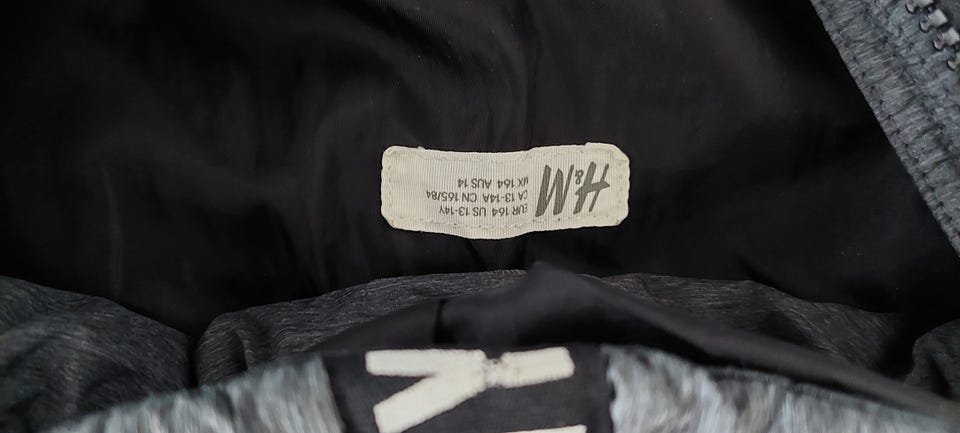 H&M
EUR 164 US 13-14Y
CA 13-14A CN 165/84
MX 164 AUS 14